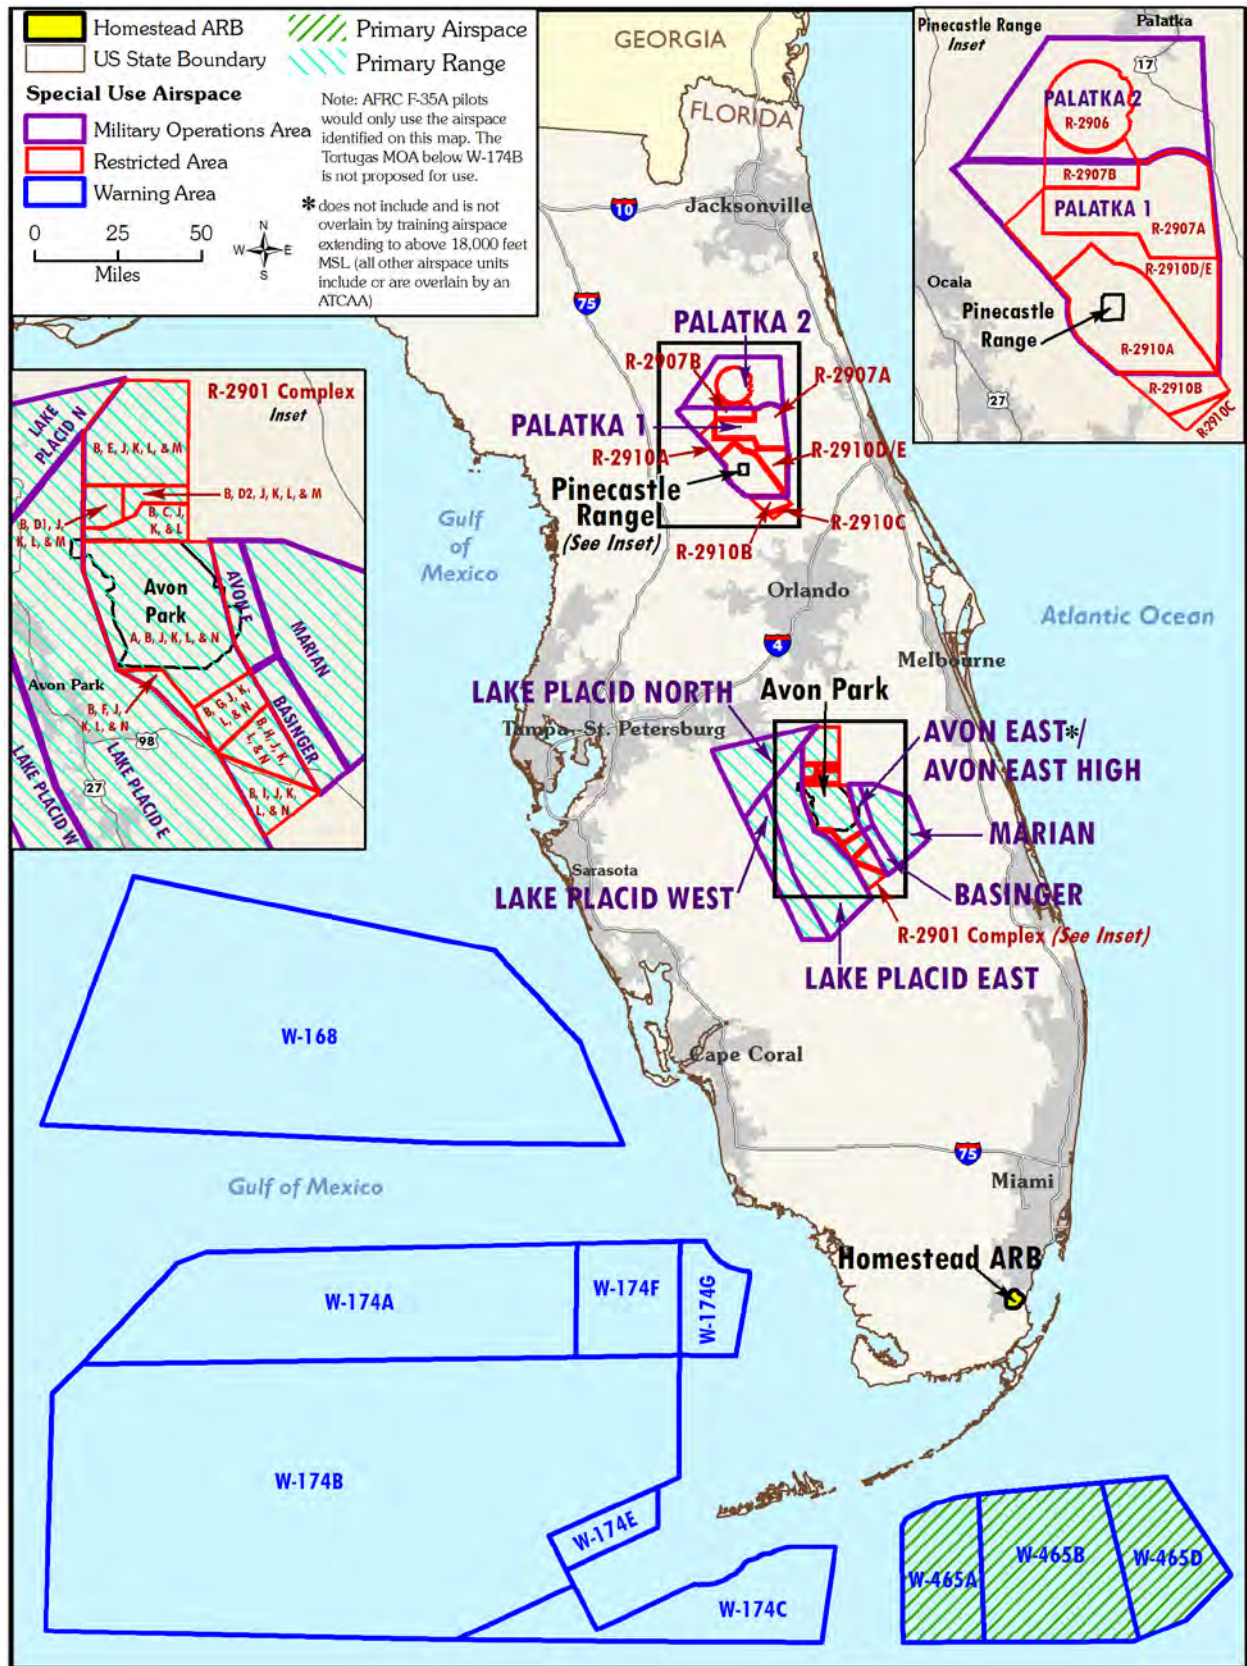 Homestead ARB
US State Boundary
Special Use Airspace
Military Operations Area
Restricted Area
Warning Area
0 25 50
Miles
N
W E
S
Primary Airspace
Primary Range
Note: AFRC F-35A pilots
would only use the airspace
identified on this map. The
Tortugas MOA below W-174B
is not proposed for use.
* does not include and is not
overlain by training airspace
extending to above 18,000 feet
MSL (all other airspace units
include or are overlain by an
ATCAA)
GEORGIA
FLORIDA
10
Jacksonville
75
PALATKA 2
R-2907B
R-2907A
PALATKA 1
R-2910A
R-2910D/E
Pinecastle
Range
(See Inset)
R-2910C
R-2910B
Gulf
of
Mexico
Orlando
Atlantic Ocean
4
Melbourne
LAKE PLACID NORTH
Avon Park
Tampa-St. Petersburg
AVON EAST*/
AVON EAST HIGH
MARIAN
Sarasota
LAKE PLACID WEST
BASINGER
R-2901 Complex (See Inset)
LAKE PLACID EAST
Cape Coral
75
Miami
Homestead ARB
Pinecastle Range
Inset
Palatka
17
PALATKA 2
R-2906
R-2907B
PALATKA 1
R-2907A
R-2910D/E
Ocala
Pinecastle
Range
R-2910A
R-2910B
27
R-2910C
R-2901 Complex
Inset
LAKE
PLACID N
B, E, J, K, L, & M
B, D2, J, K, L, & M
B, D1, J,
K, L, & M
B, C, J,
K, & L
Avon
Park
A, B, J, K, L, & N
AVON E
MARIAN
Avon Park
B, F, J,
K, L, & N
B, G, J, K,
L, & N
B, H, J, K,
L, & N
BASINGER
98
27
LAKE PLACID W
LAKE PLACID E
B, I, J, K,
L, & N
W-168
Gulf of Mexico
W-174A
W-174F
W-174G
W-174B
W-174E
W-174C
W-465A
W-465B
W-465D